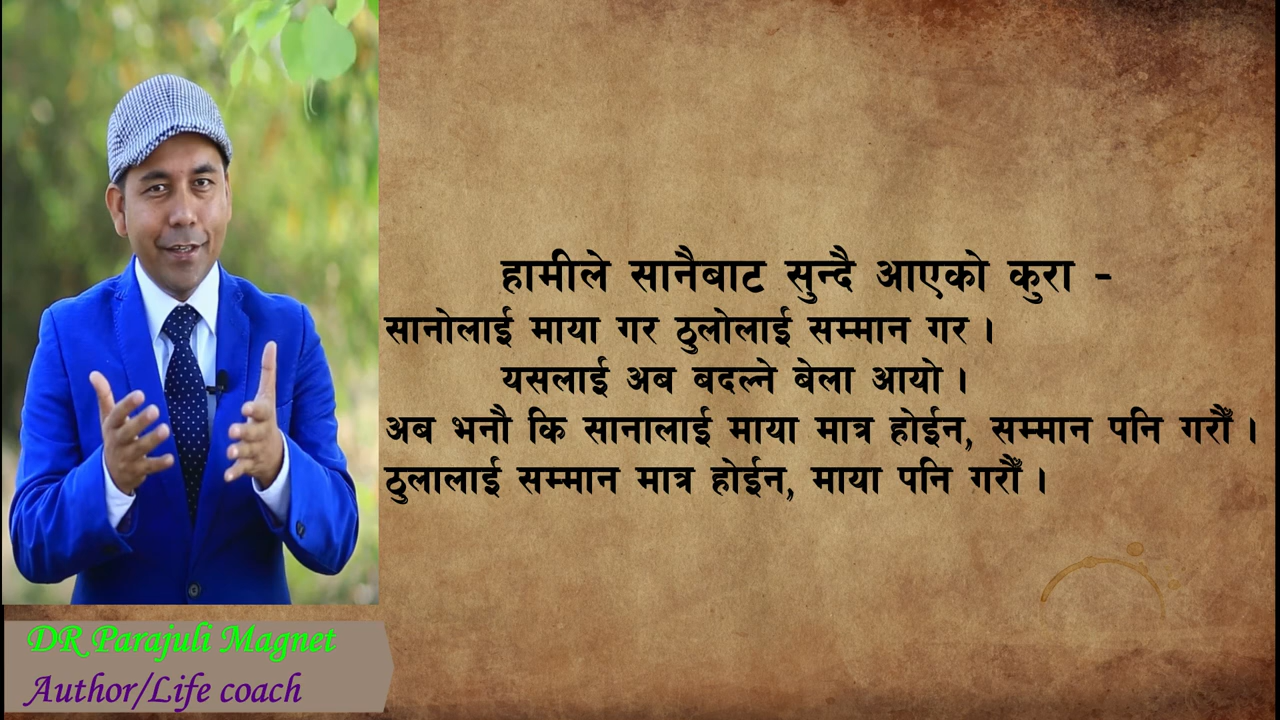 हामीले सानैबाट सुन्दै आएको कुरा -
सानोलाई माया गर ठुलोलाई सम्मान गर ।
यसलाई अब बदल्ने बेला आयो ।
अब भनौ कि सानालाई माया मात्र होईन, सम्मान पनि गरौँ ।
ठुलालाई सम्मान मात्र होईन, माया पनि गरौँ ।
DR Parajuli Magnet
Author/Life coach